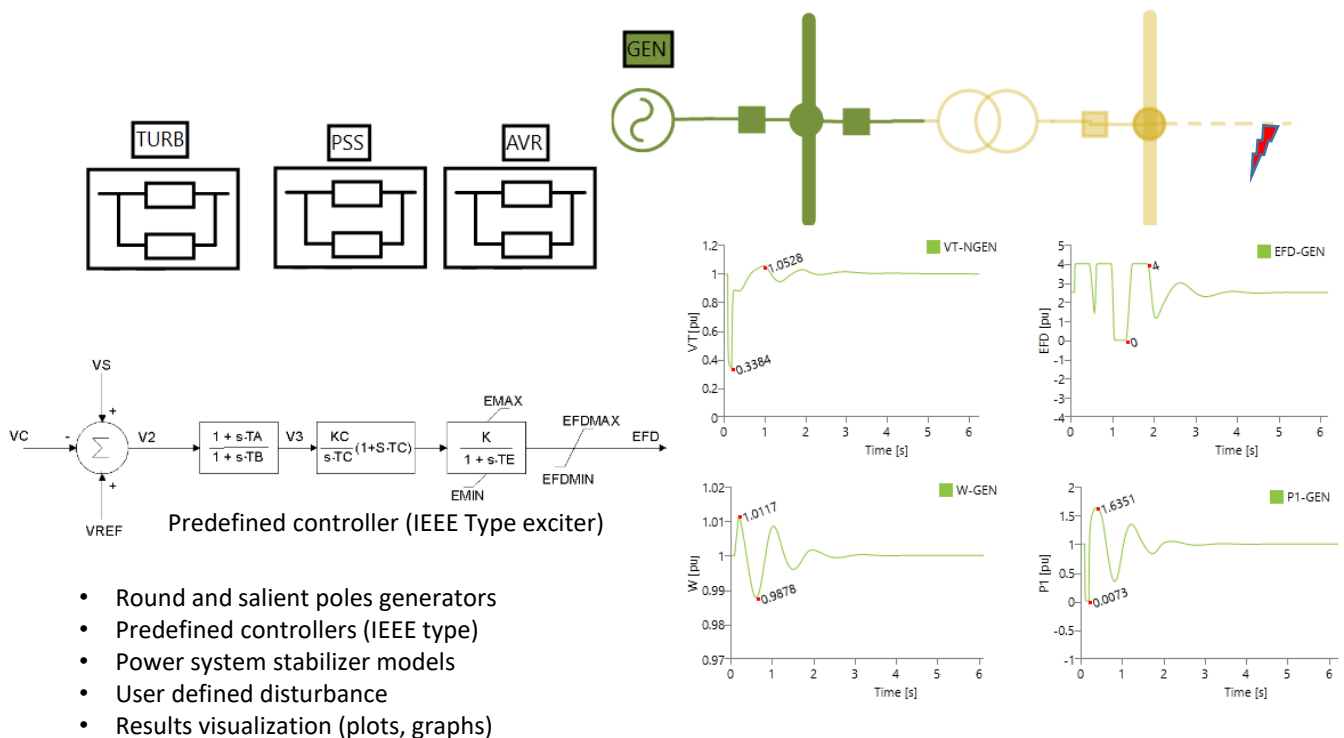 GEN
TURB
PSS
AVR
VT-NGEN
1.2
1
0.8
0.6
0.4
0.2
0
VT[pu]
1.0528
0.3384
0 1 2 3 4 5 6
Time [s]
EFD-GEN
5
4
3
2
1
0
-1
-2
-3
-4
EFD [pu]
4
0
0 1 2 3 4 5 6
Time [s]
VS
+
VC
-
Σ
V2
+
VREF
1 + s·TA
1 + s·TB
V3
KC
s·TC
(1+S·TC)
EMAX
K
1 + s·TE
EMIN
EFDMAX
EFDMIN
EFD
Predefined controller (IEEE Type exciter)
W-GEN
1.02
1.01
1
0.99
0.98
0.97
W [pu]
1.0117
0.9878
0 1 2 3 4 5 6
Time [s]
P1-GEN
2
1.5
1
0.5
0
-0.5
-1
P1 [pu]
1.6351
0.0073
0 1 2 3 4 5 6
Time [s]
• Round and salient poles generators
• Predefined controllers (IEEE type)
• Power system stabilizer models
• User defined disturbance
• Results visualization (plots, graphs)